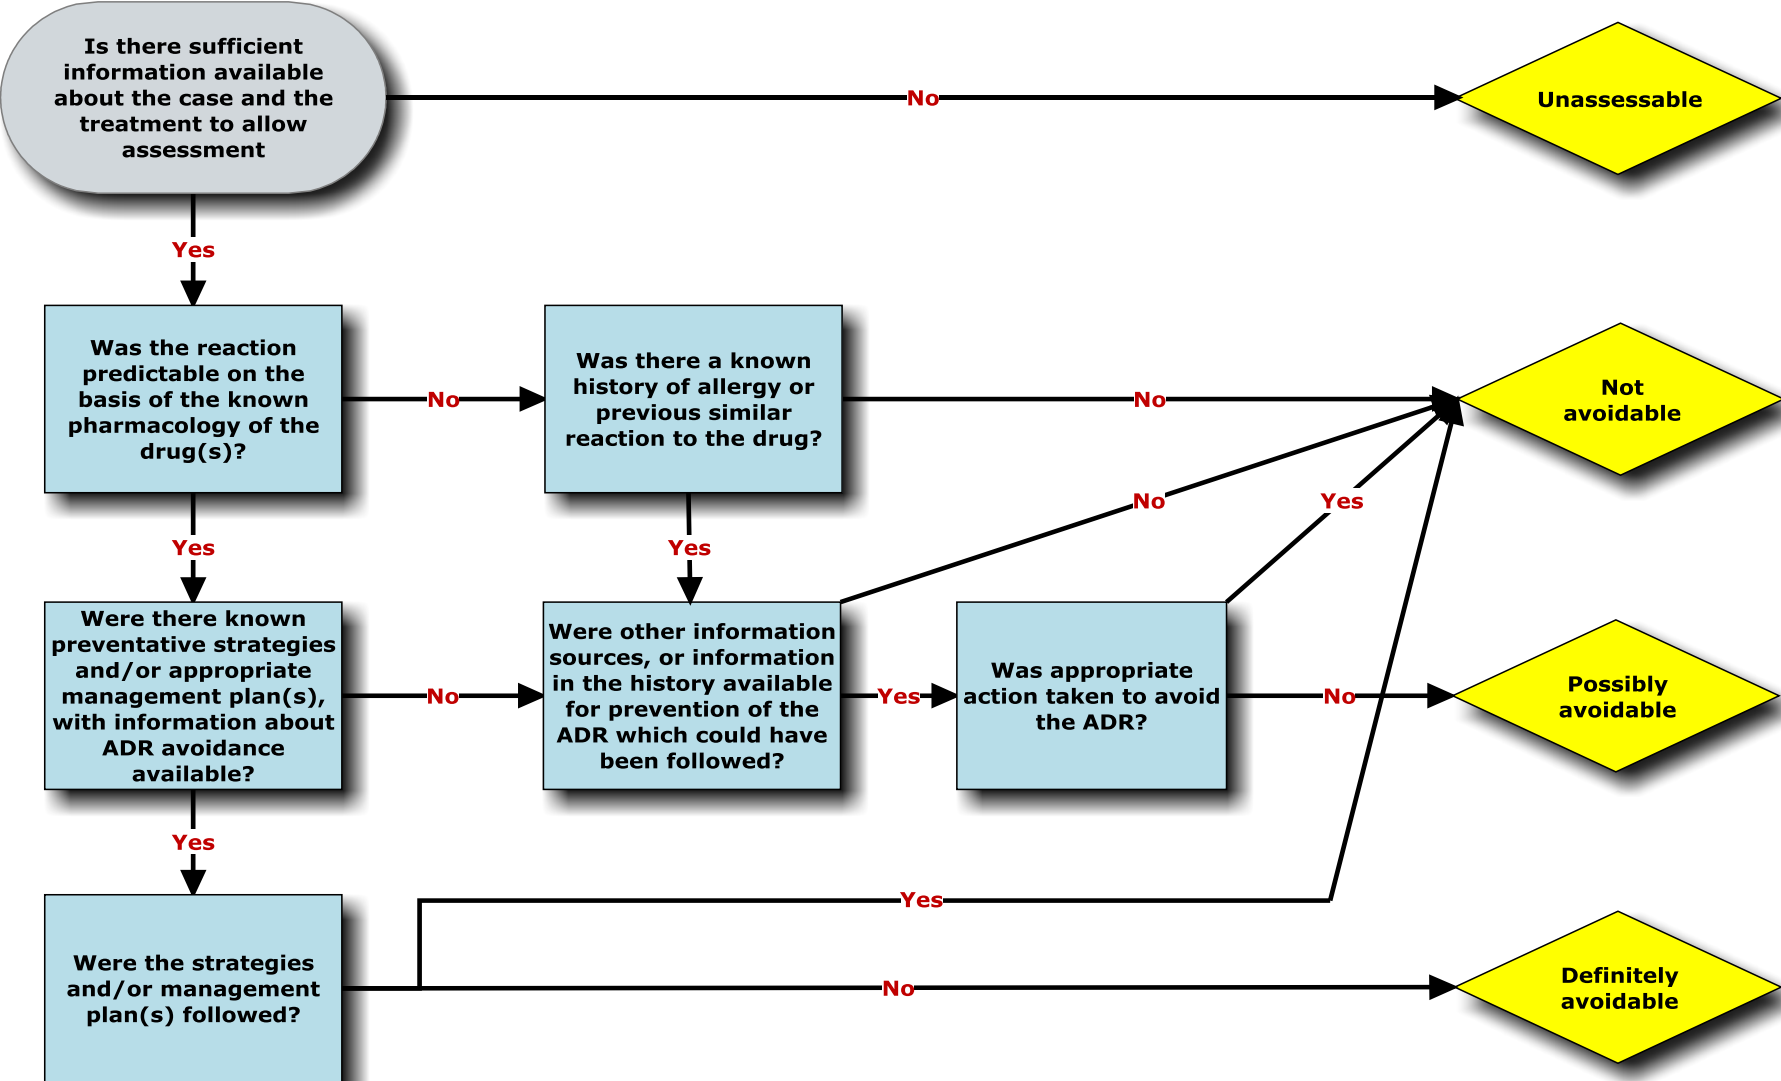 Is there sufficient
information available
about the case and the
treatment to allow
assessment
No
Unassessable
Yes
Was the reaction
predictable on the
basis of the known
pharmacology of the
drug(s)?
No
Was there a known
history of allergy or
previous similar
reaction to the drug?
No
Not
avoidable
Yes
Yes
No
Yes
Were there known
preventative strategies
and/or appropriate
management plan(s),
with information about
ADR avoidance
available?
No
Were other information
sources, or information
in the history available
for prevention of the
ADR which could have
been followed?
Yes
Was appropriate
action taken to avoid
the ADR?
No
Possibly
avoidable
Yes
Yes
Were the strategies
and/or management
plan(s) followed?
No
Definitely
avoidable